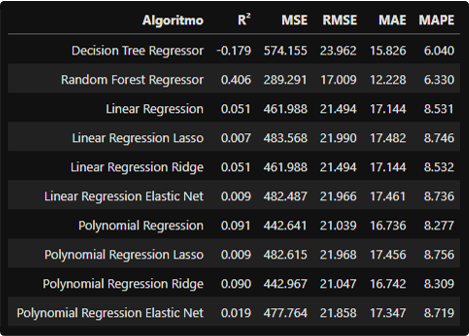 Algoritmo R² MSE RMSE MAE MAPE
Decision Tree Regressor -0.179 574.155 23.962 15.826 6.040
Random Forest Regressor 0.406 289.291 17.009 12.228 6.330
Linear Regression 0.051 461.988 21.494 17.144 8.531
Linear Regression Lasso 0.007 483.568 21.990 17.482 8.746
Linear Regression Ridge 0.051 461.988 21.494 17.144 8.532
Linear Regression Elastic Net 0.009 482.487 21.966 17.461 8.736
Polynomial Regression 0.091 442.641 21.039 16.736 8.277
Polynomial Regression Lasso 0.009 482.615 21.968 17.456 8.756
Polynomial Regression Ridge 0.090 442.967 21.047 16.742 8.309
Polynomial Regression Elastic Net 0.019 477.764 21.858 17.347 8.719